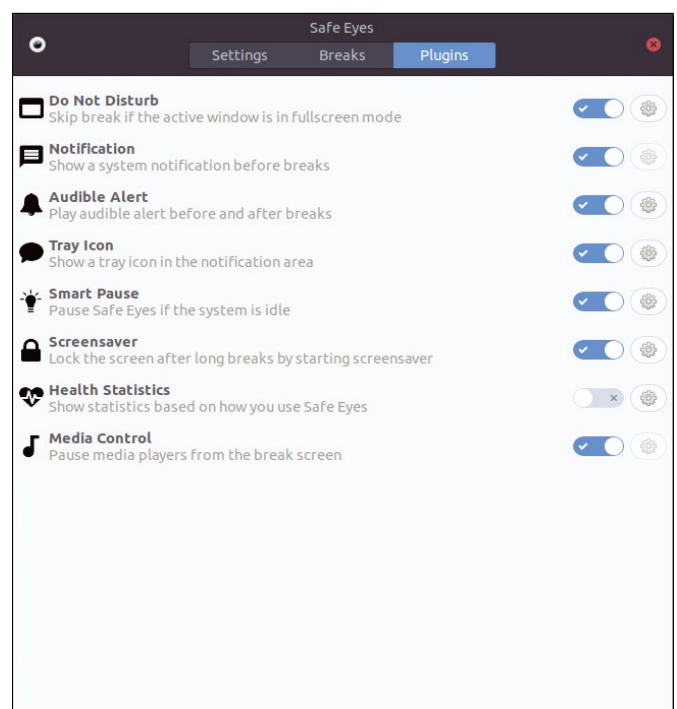 Safe Eyes
Settings Breaks Plugins
Do Not Disturb
Skip break if the active window is in fullscreen mode
Notification
Show a system notification before breaks
Audible Alert
Play audible alert before and after breaks
Tray Icon
Show a tray icon in the notification area
Smart Pause
Pause Safe Eyes if the system is idle
Screensaver
Lock the screen after long breaks by starting screensaver
Health Statistics
Show statistics based on how you use Safe Eyes
Media Control
Pause media players from the break screen